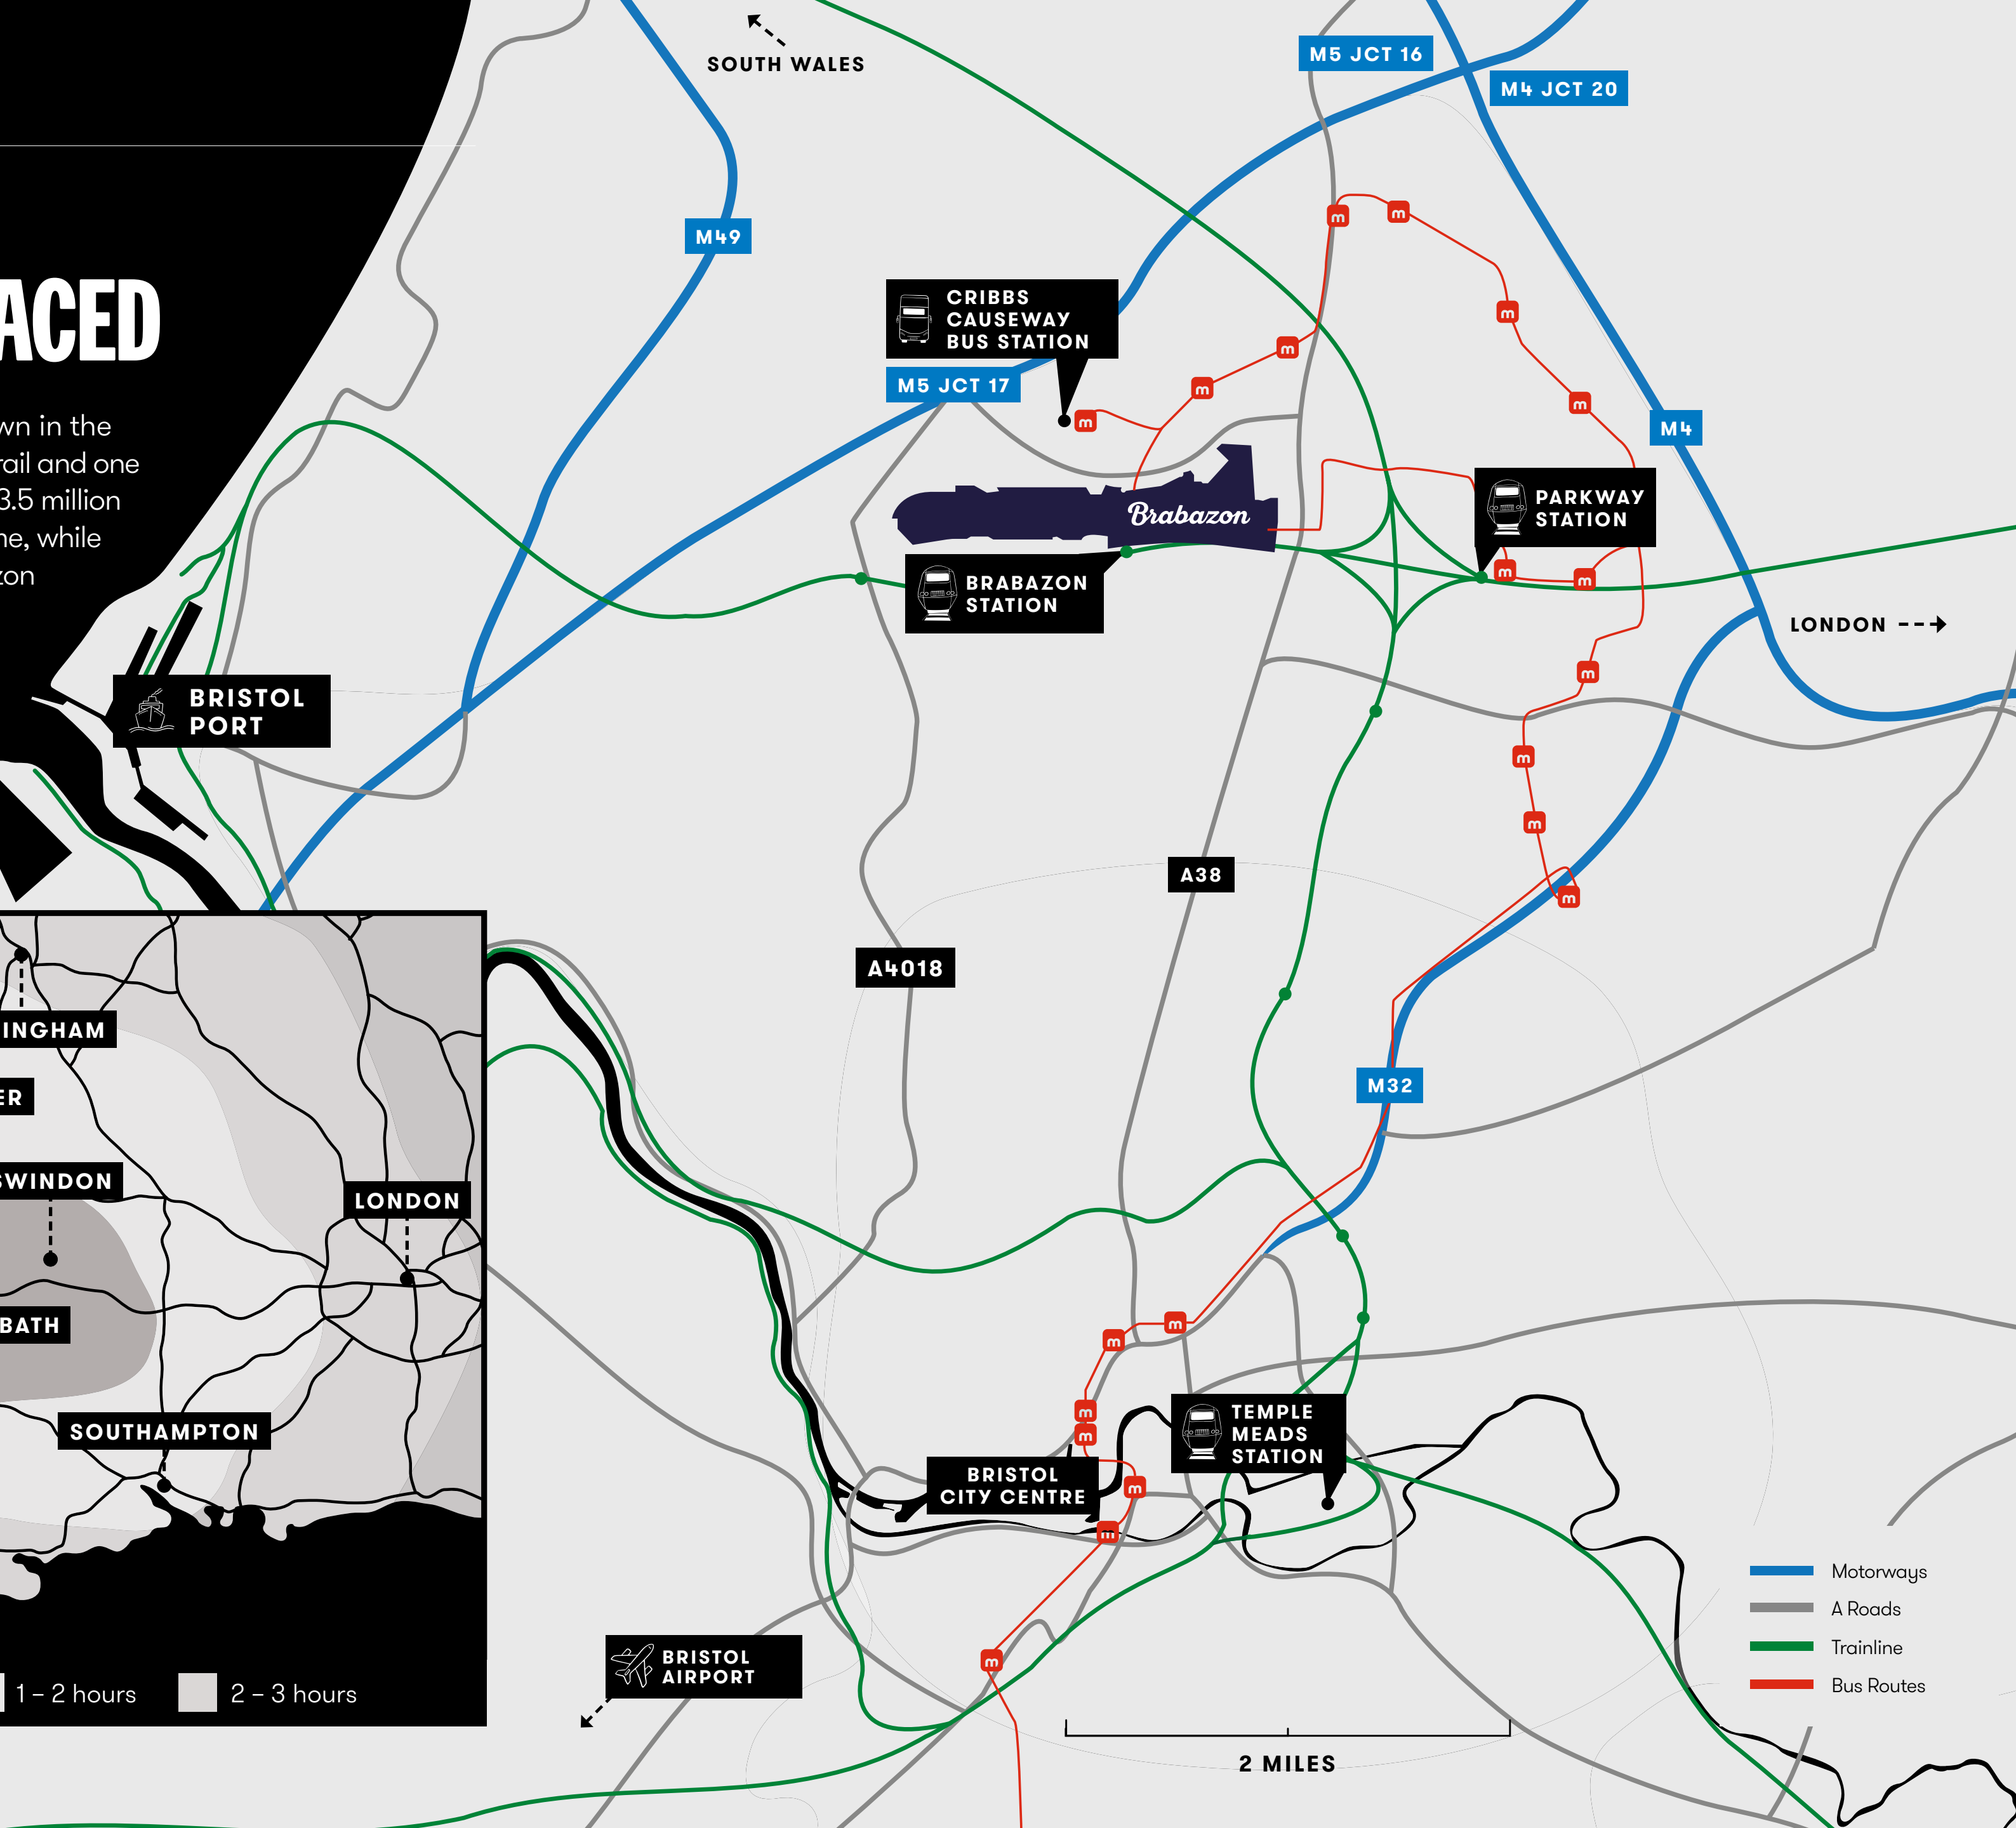 SOUTH WALES
M5 JCT 16
M4 JCT 20
M49
ACED
CRIBBS
CAUSEWAY
BUS STATION
M5 JCT 17
m
m
m
m
m
m
m
M4
wn in the
rail and one
3.5 million
ne, while
zon
Brabazon
PARKWAY
STATION
m
m
BRABAZON
STATION
LONDON
BRISTOL
PORT
m
m
m
m
A38
A4018
M32
INGHAM
ER
SWINDON
LONDON
BATH
SOUTHAMPTON
1 – 2 hours
2 – 3 hours
m
m
m
m
m
m
m
TEMPLE
MEADS
STATION
BRISTOL
CITY CENTRE
BRISTOL
AIRPORT
2 MILES
Motorways
A Roads
Trainline
Bus Routes